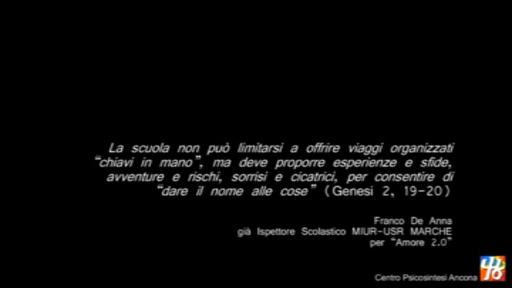 La scuola non può limitarsi a offrire viaggi organizzati
“chiavi in mano”, ma deve proporre esperienze e sfide,
avventure e rischi, sorrisi e cicatrici, per consentire di
“dare il nome alle cose” (Genesi 2, 19-20)
Franco De Anna
già Ispettore Scolastico MIUR-USR MARCHE
per “Amore 2.0”
Centro Psicosintesi Ancona